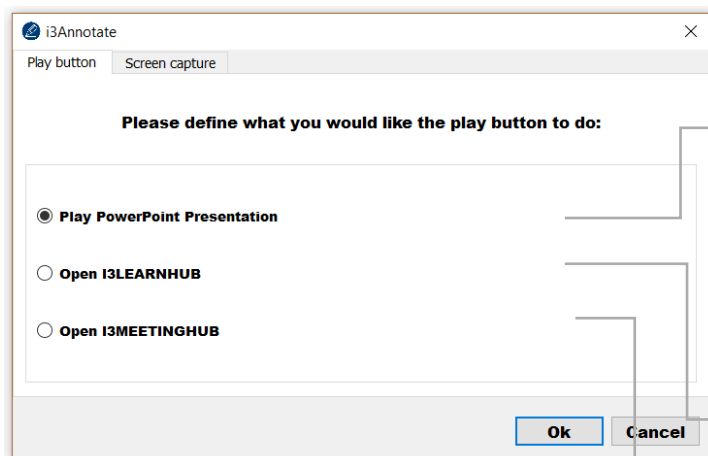 i3Annotate
Play button Screen capture
Please define what you would like the play button to do:
Play PowerPoint Presentation
Open I3LEARNHUB
Open I3MEETINGHUB
Ok Cancel